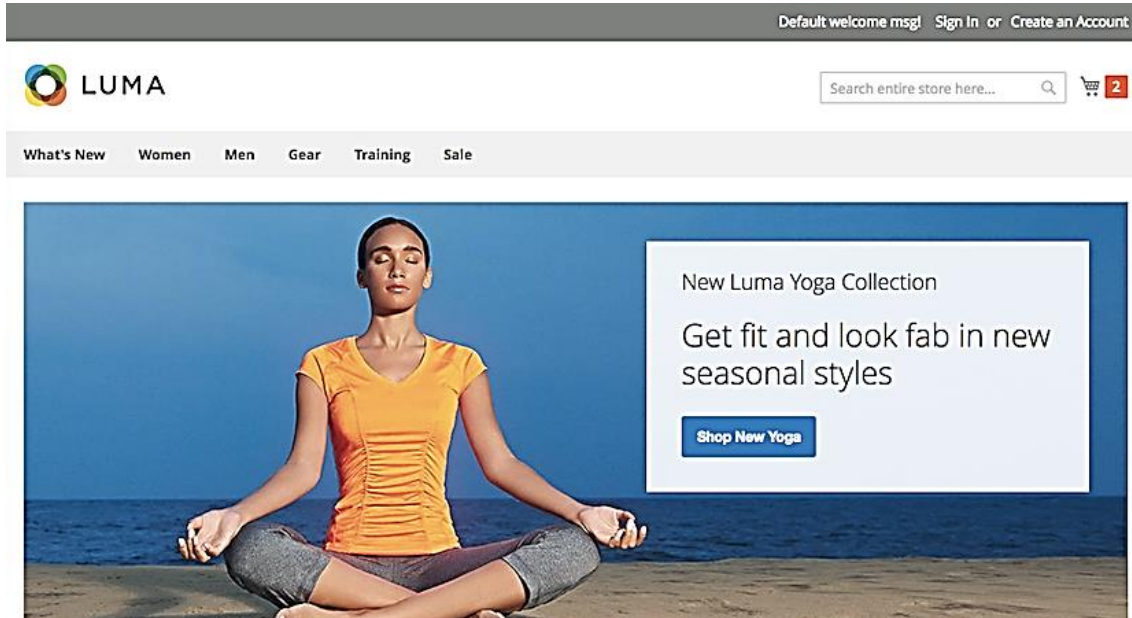 Default welcome msg! Sign In or Create an Account
LUMA
Search entire store here...
2
What's New Women Men Gear Training Sale
New Luma Yoga Collection
Get fit and look fab in new
seasonal styles
Shop New Yoga